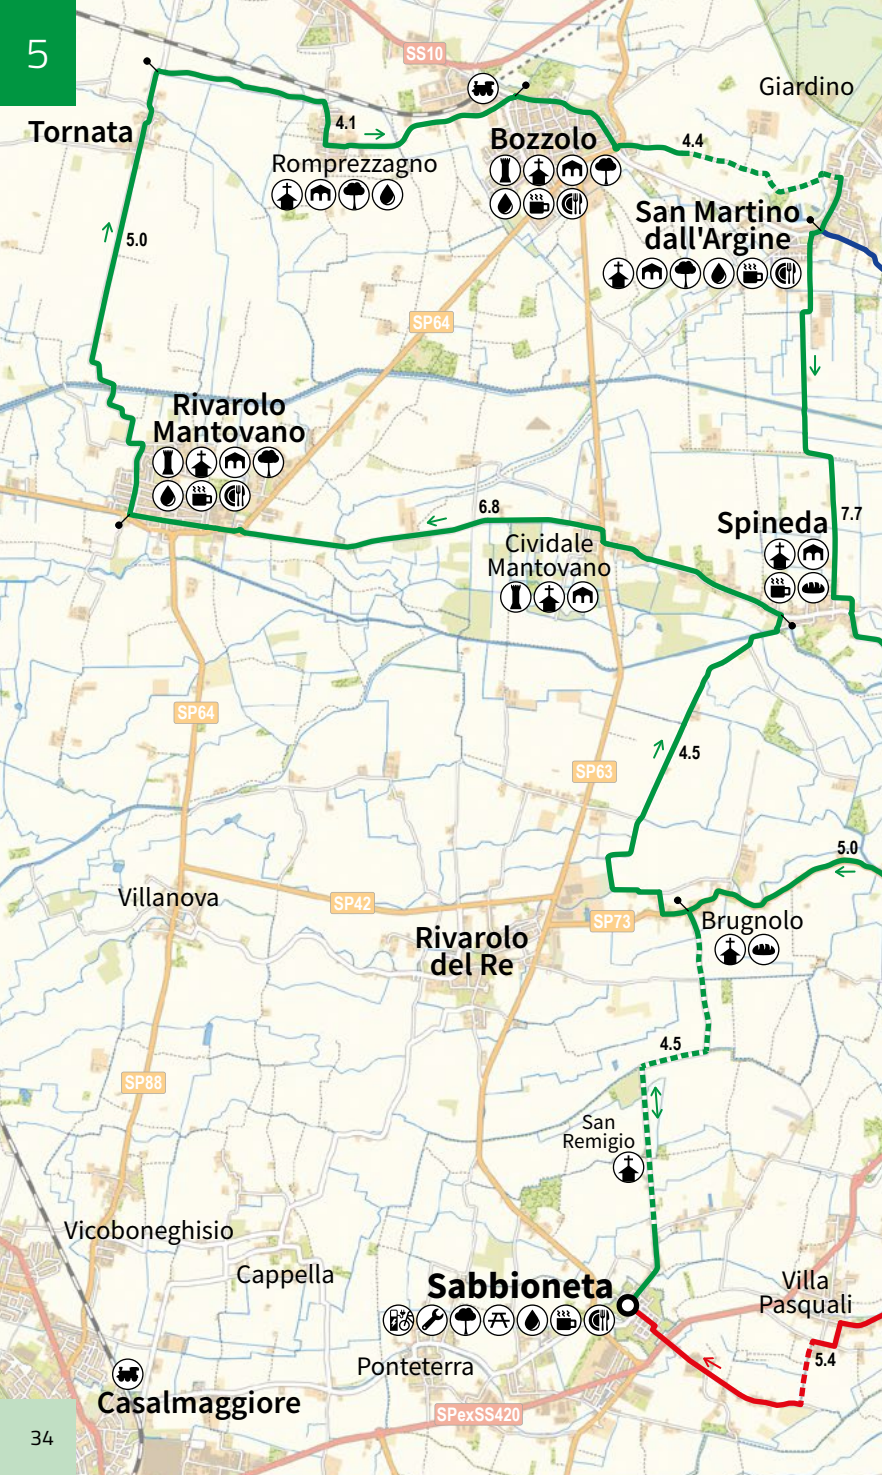 5
SS10
Giardino
Tornata
4.1
Bozzolo
4.4
Romprezzagno
San Martino
dall'Argine
5.0
SP64
Rivarolo
Mantovano
6.8
7.7
Spineda
Cividale
Mantovano
SP64
4.5
SP63
5.0
Villanova
SP42
SP73
Brugnolo
Rivarolo
del Re
4.5
SP88
San
Remigio
Vicoboneghisio
Cappella
Sabbioneta
Villa
Pasquali
Ponteterra
5.4
Casalmaggiore
SPexSS420
34